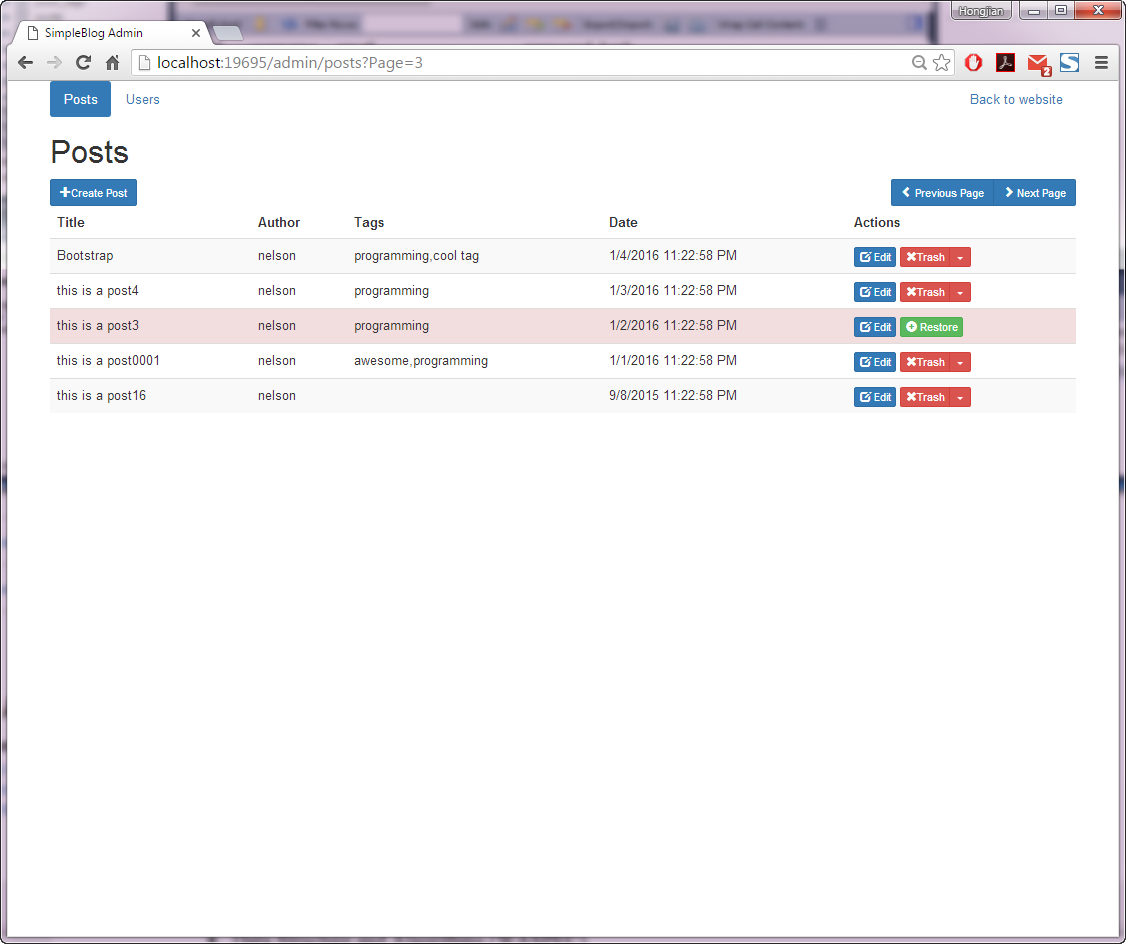 Hongjian
SimpleBlog Admin
localhost:19695/admin/posts?Page=3
2
Posts Users Back to website
Posts
Create Post Previous Page Next Page
Title Author Tags Date Actions
Bootstrap nelson programming,cool tag 1/4/2016 11:22:58 PM Edit Trash
this is a post4 nelson programming 1/3/2016 11:22:58 PM Edit Trash
this is a post3 nelson programming 1/2/2016 11:22:58 PM Edit Restore
this is a post0001 nelson awesome,programming 1/1/2016 11:22:58 PM Edit Trash
this is a post16 nelson 9/8/2015 11:22:58 PM Edit Trash